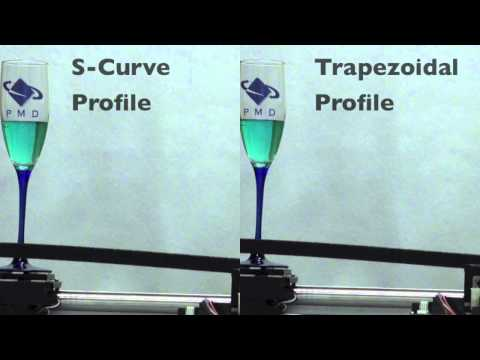 S-Curve
Profile
Trapezoidal
Profile
PMD
PMD